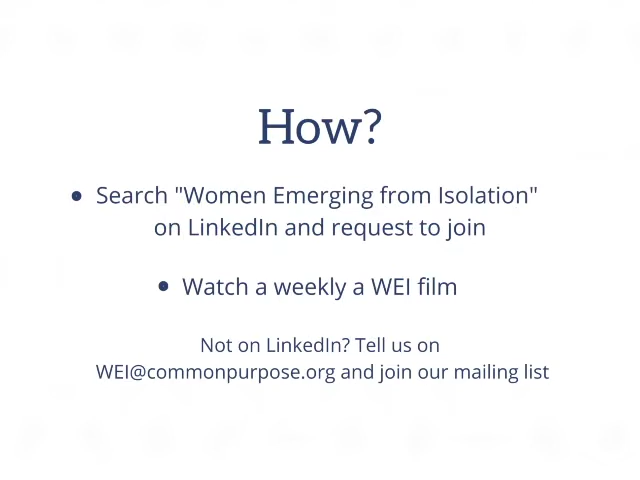 How?
• Search "Women Emerging from Isolation"
on LinkedIn and request to join
• Watch a weekly a WEI film
Not on LinkedIn? Tell us on
WEI@commonpurpose.org and join our mailing list